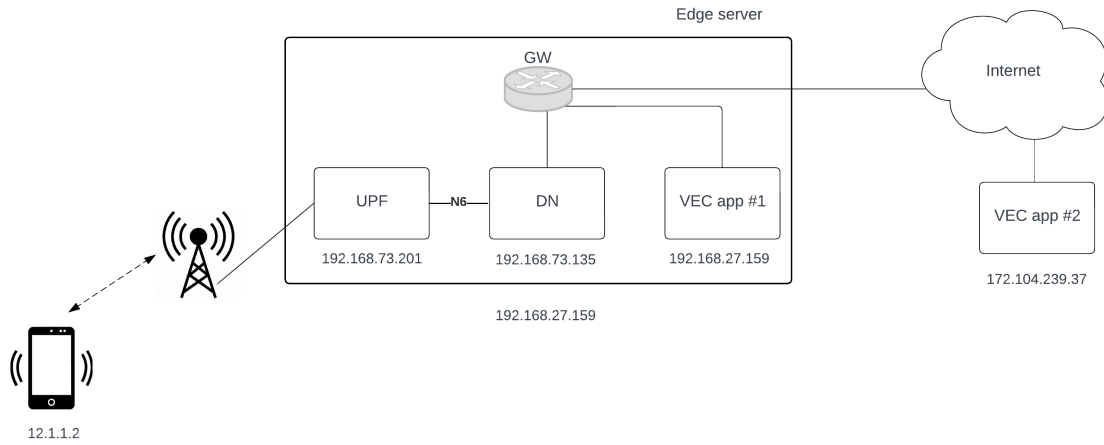 Edge server
GW
Internet
UPF
N6
DN
VEC app #1
VEC app #2
192.168.73.201
192.168.73.135
192.168.27.159
172.104.239.37
192.168.27.159
12.1.1.2